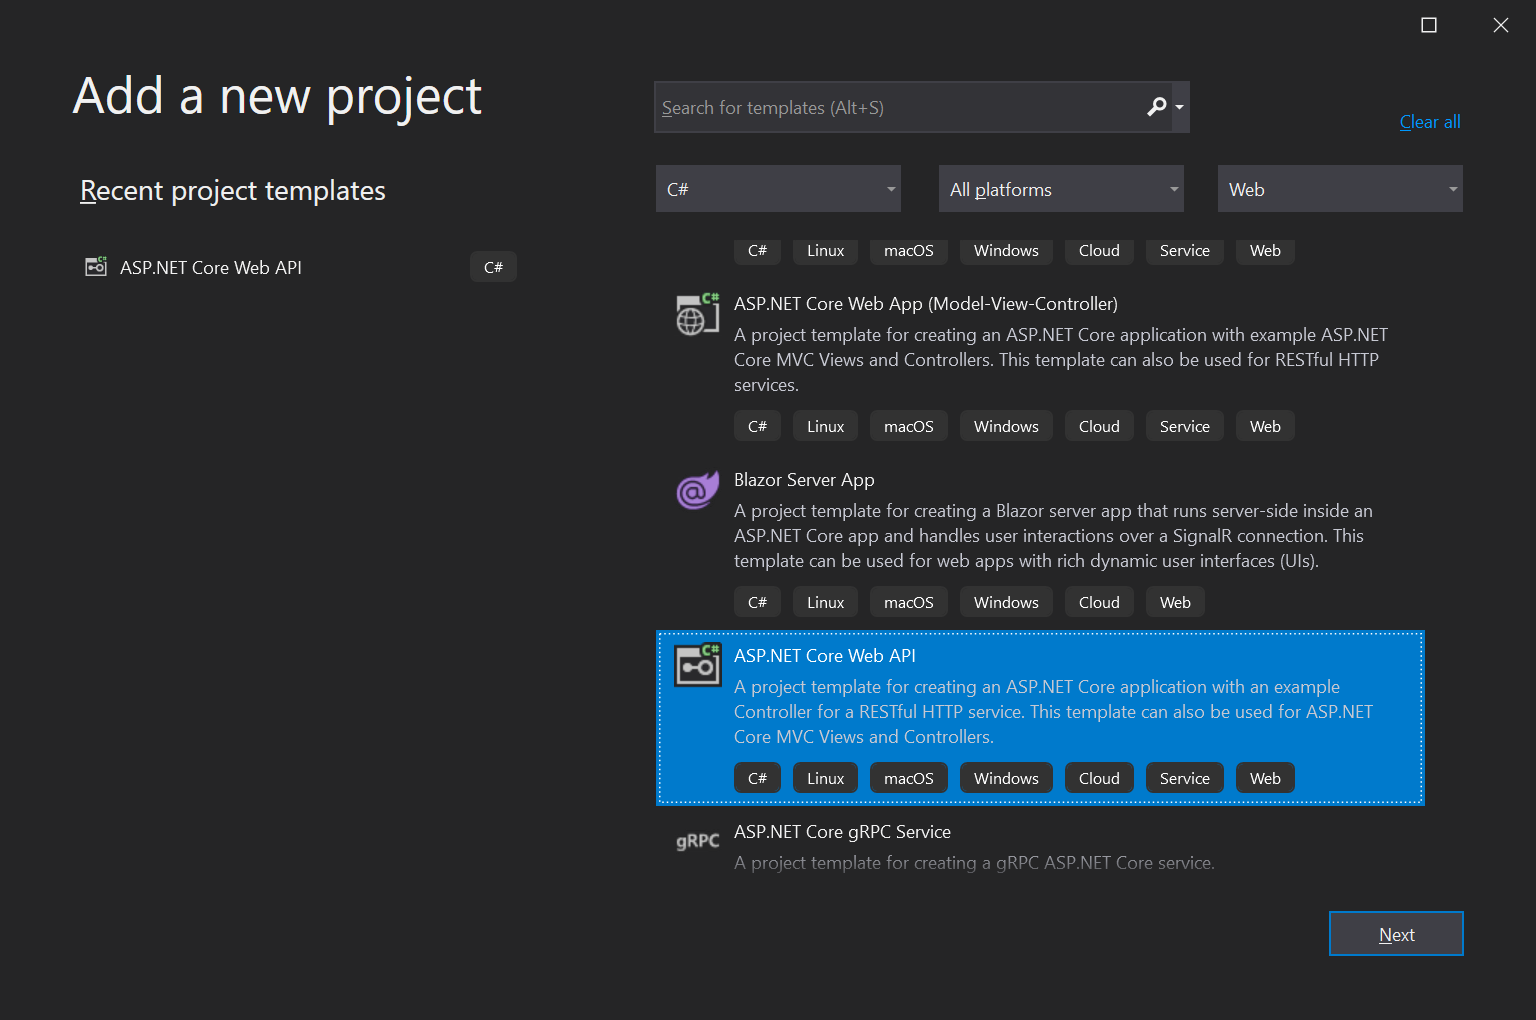 Add a new project
Search for templates (Alt+S)
Clear all
Recent project templates
C#
All platforms
Web
ASP.NET Core Web API
C#
C# Linux macOS Windows Cloud Service Web
ASP.NET Core Web App (Model-View-Controller)
A project template for creating an ASP.NET Core application with example ASP.NET
Core MVC Views and Controllers. This template can also be used for RESTful HTTP
services.
C# Linux macOS Windows Cloud Service Web
Blazor Server App
A project template for creating a Blazor server app that runs server-side inside an
ASP.NET Core app and handles user interactions over a SignalR connection. This
template can be used for web apps with rich dynamic user interfaces (UIs).
C# Linux macOS Windows Cloud Web
ASP.NET Core Web API
A project template for creating an ASP.NET Core application with an example
Controller for a RESTful HTTP service. This template can also be used for ASP.NET
Core MVC Views and Controllers.
C# Linux macOS Windows Cloud Service Web
gRPC
ASP.NET Core gRPC Service
A project template for creating a gRPC ASP.NET Core service.
Next